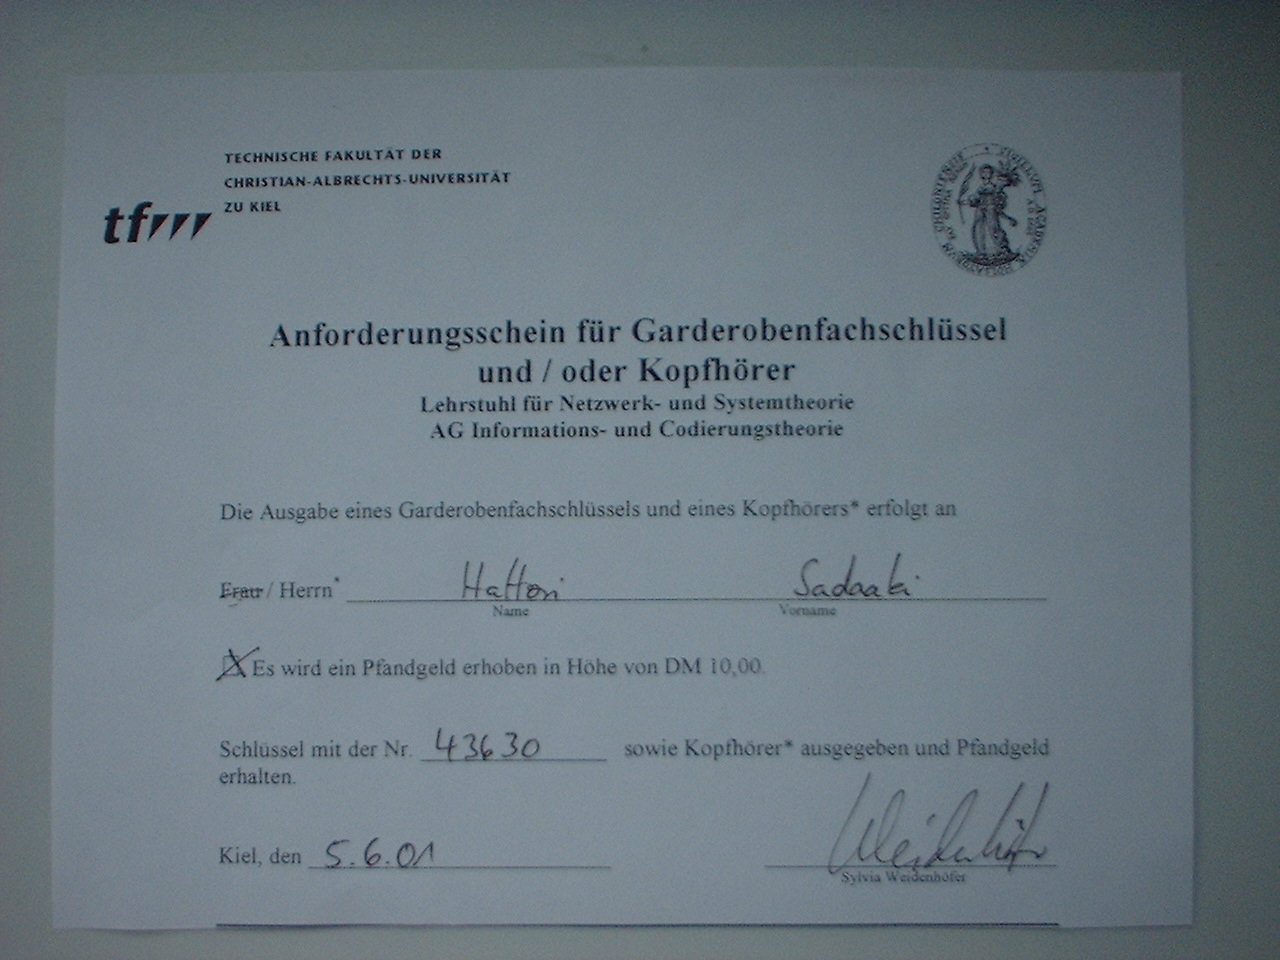 TECHNISCHE FAKULTÄT DER
CHRISTIAN-ALBRECHTS-UNIVERSITÄT
ZU KIEL
tf
Anforderungsschein für Garderobenfachschlüssel
und / oder Kopfhörer
Lehrstuhl für Netzwerk- und Systemtheorie
AG Informations- und Codierungstheorie
Die Ausgabe eines Garderobenfachschlüssels und eines Kopfhörers* erfolgt an
Frau / Herrn* Hattori Sadaaki
Name Vorname
Es wird ein Pfandgeld erhoben in Höhe von DM 10,00.
Schlüssel mit der Nr. 43630 sowie Kopfhörer* ausgegeben und Pfandgeld
erhalten.
Kiel, den 5.6.01 Weidenhöfer
Sylvia Weidenhöfer